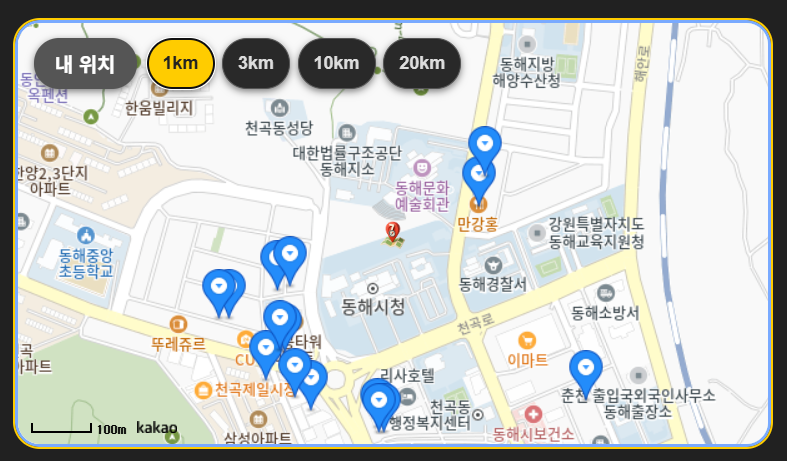 내 위치
1km
3km
10km
20km
옥펜션
한움빌리지
천곡동성당
대한법률구조공단
동해지소
동해지방
해양수산청
해안로
한양2,3단지
아파트
동해문화
예술회관
만강홍
강원특별자치도
동해교육지원청
동해중앙
초등학교
동해시청
동해경찰서
동해소방서
천곡로
뚜레쥬르
CU
타워
이마트
아파트
천곡제일시장
리사호텔
천곡동
행정복지센터
춘천 출입국외국인사무소
동해출장소
동해시보건소
삼성아파트
100m
kakao